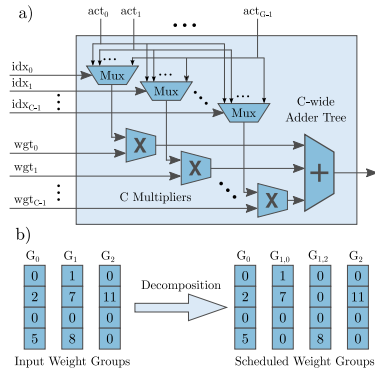 a)
act0 act1 • • • actG-1
idx0 Mux
idx1 Mux
idxC-1 Mux
C-wide
Adder Tree
wgt0 X
wgt1 X +
wgtC-1 X
C Multipliers
b)
G0 G1 G2 G0 G1,0 G1,2 G2
Decomposition
0 1 0 0 1 0 0
2 7 11 2 7 0 11
0 0 0 0 0 0 0
5 8 0 5 0 8 0
Input Weight Groups Scheduled Weight Groups